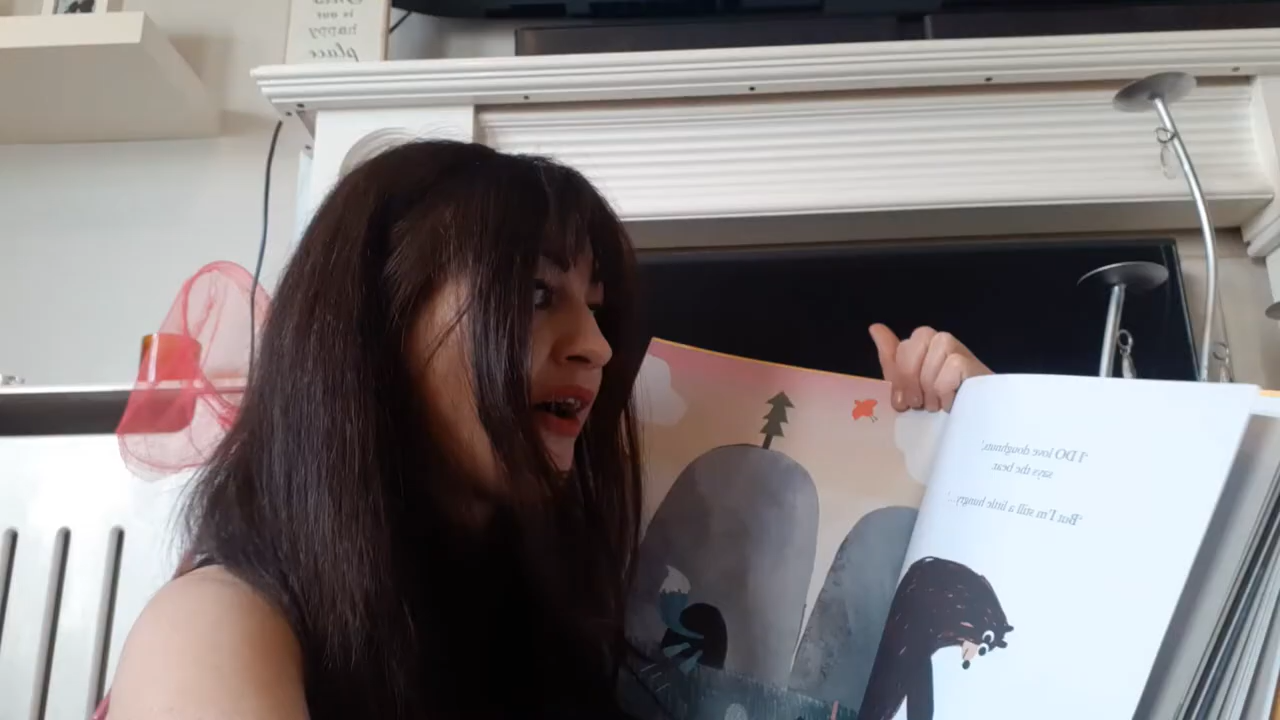 is our
happy
place
'I DO love doughnuts,'
says the bear.
'But I'm still a little hungry...'